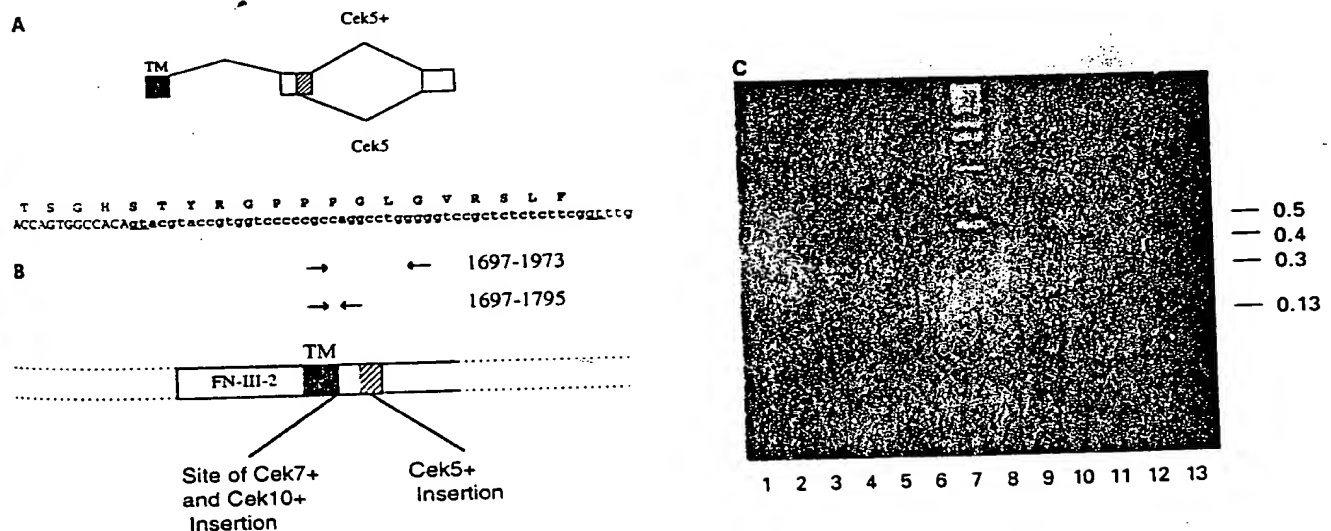 A
Cek5+
TM
Cek5
T S G H S T Y R G P P P G L G V R S L F
ACCAGTGGCCACAgtacgtaccgtggtcccccgccaggcctgggggtccgctctctcttcggtttg
B
1697-1973
1697-1795
TM
FN-III-2
Site of Cek7+
and Cek10+
Insertion
Cek5+
Insertion
C
0.5
0.4
0.3
0.13
1 2 3 4 5 6 7 8 9 10 11 12 13